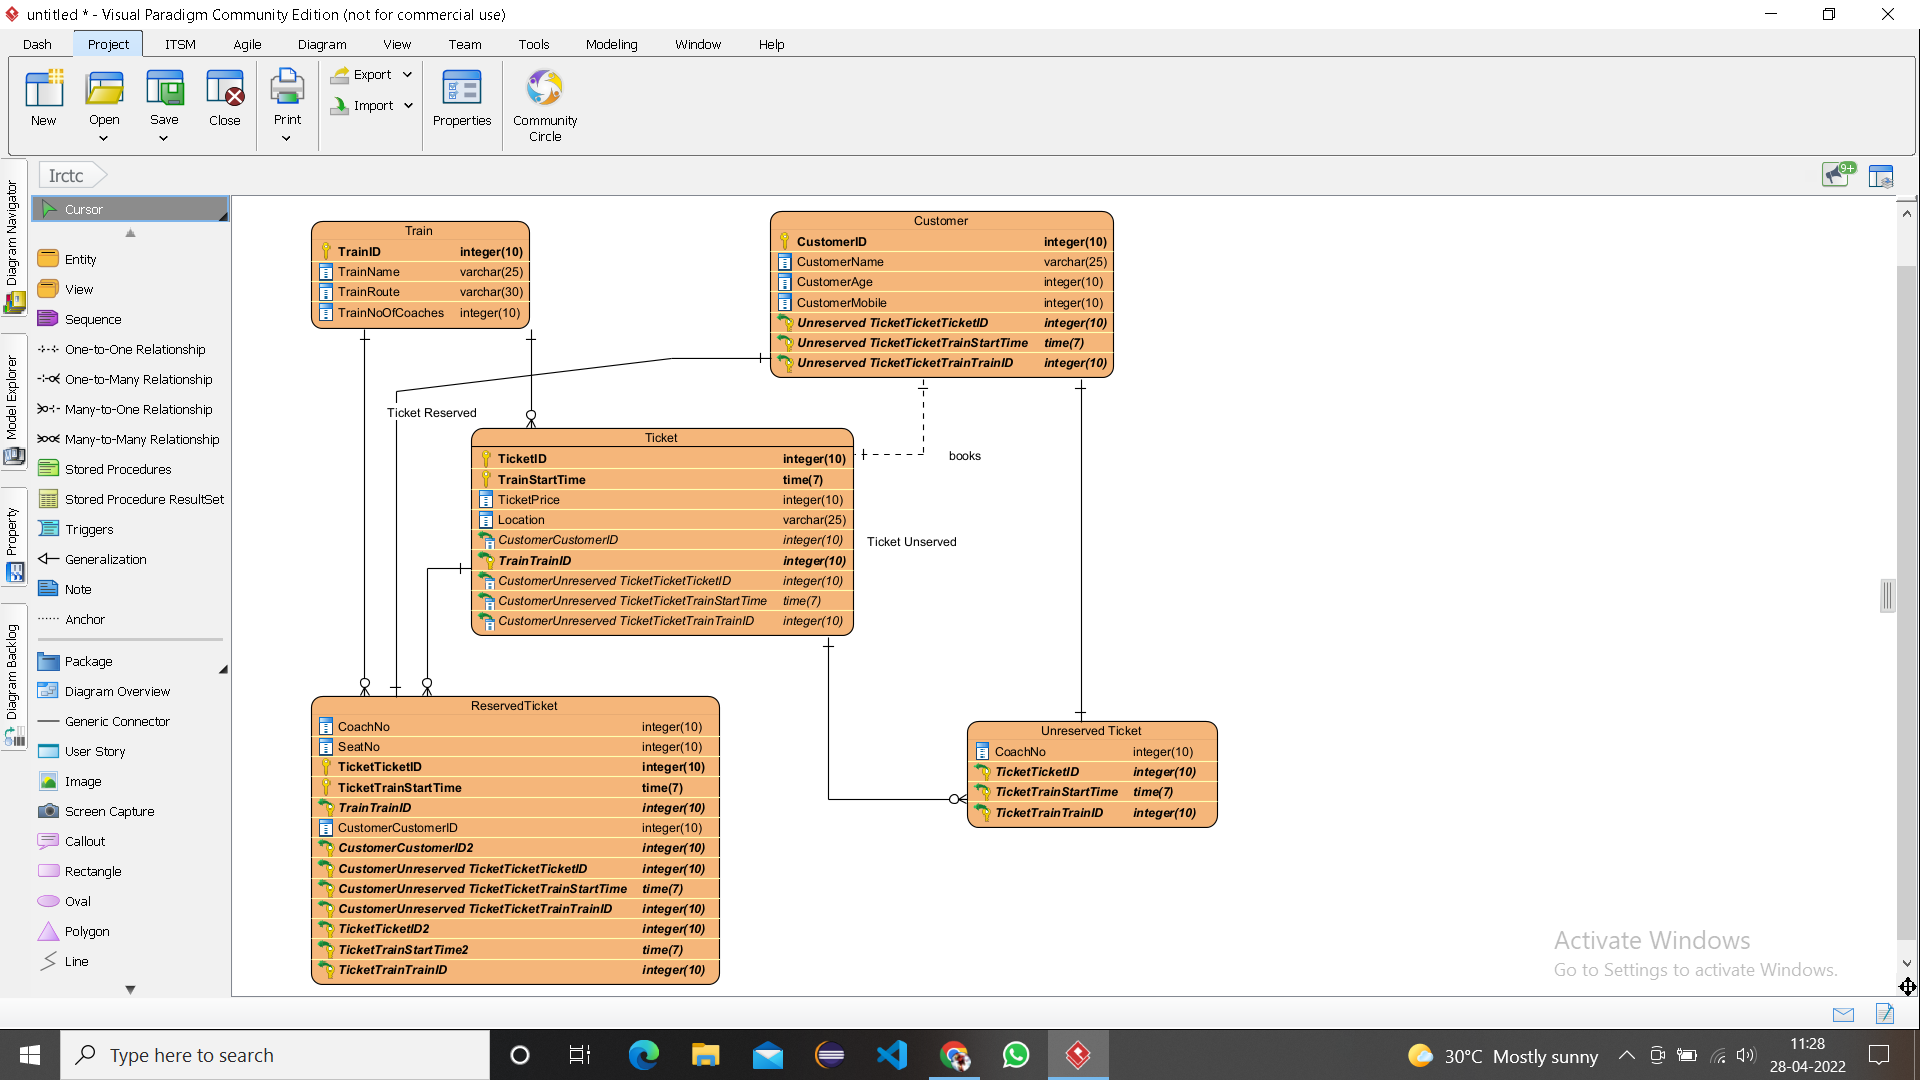 untitled * - Visual Paradigm Community Edition (not for commercial use)
Dash Project ITSM Agile Diagram View Team Tools Modeling Window Help
New Open Save Close Print Export Import Properties Community Circle
Irctc
9+
Diagram Navigator
Model Explorer
Property
Diagram Backlog
Cursor
Entity
View
Sequence
One-to-One Relationship
One-to-Many Relationship
Many-to-One Relationship
Many-to-Many Relationship
Stored Procedures
Stored Procedure ResultSet
Triggers
Generalization
Note
Anchor
Package
Diagram Overview
Generic Connector
User Story
Image
Screen Capture
Callout
Rectangle
Oval
Polygon
Line
Train
TrainID integer(10)
TrainName varchar(25)
TrainRoute varchar(30)
TrainNoOfCoaches integer(10)
Customer
CustomerID integer(10)
CustomerName varchar(25)
CustomerAge integer(10)
CustomerMobile integer(10)
Unreserved TicketTicketTicketID integer(10)
Unreserved TicketTicketTrainStartTime time(7)
Unreserved TicketTicketTrainTrainID integer(10)
Ticket Reserved
Ticket
TicketID integer(10)
TrainStartTime time(7)
TicketPrice integer(10)
Location varchar(25)
CustomerCustomerID integer(10)
TrainTrainID integer(10)
CustomerUnreserved TicketTicketTicketID integer(10)
CustomerUnreserved TicketTicketTrainStartTime time(7)
CustomerUnreserved TicketTicketTrainTrainID integer(10)
books
Ticket Unserved
ReservedTicket
CoachNo integer(10)
SeatNo integer(10)
TicketTicketID integer(10)
TicketTrainStartTime time(7)
TrainTrainID integer(10)
CustomerCustomerID integer(10)
CustomerCustomerID2 integer(10)
CustomerUnreserved TicketTicketTicketID integer(10)
CustomerUnreserved TicketTicketTrainStartTime time(7)
CustomerUnreserved TicketTicketTrainTrainID integer(10)
TicketTicketID2 integer(10)
TicketTrainStartTime2 time(7)
TicketTrainTrainID integer(10)
Unreserved Ticket
CoachNo integer(10)
TicketTicketID integer(10)
TicketTrainStartTime time(7)
TicketTrainTrainID integer(10)
Activate Windows
Go to Settings to activate Windows.
Type here to search
30°C Mostly sunny
11:28
28-04-2022